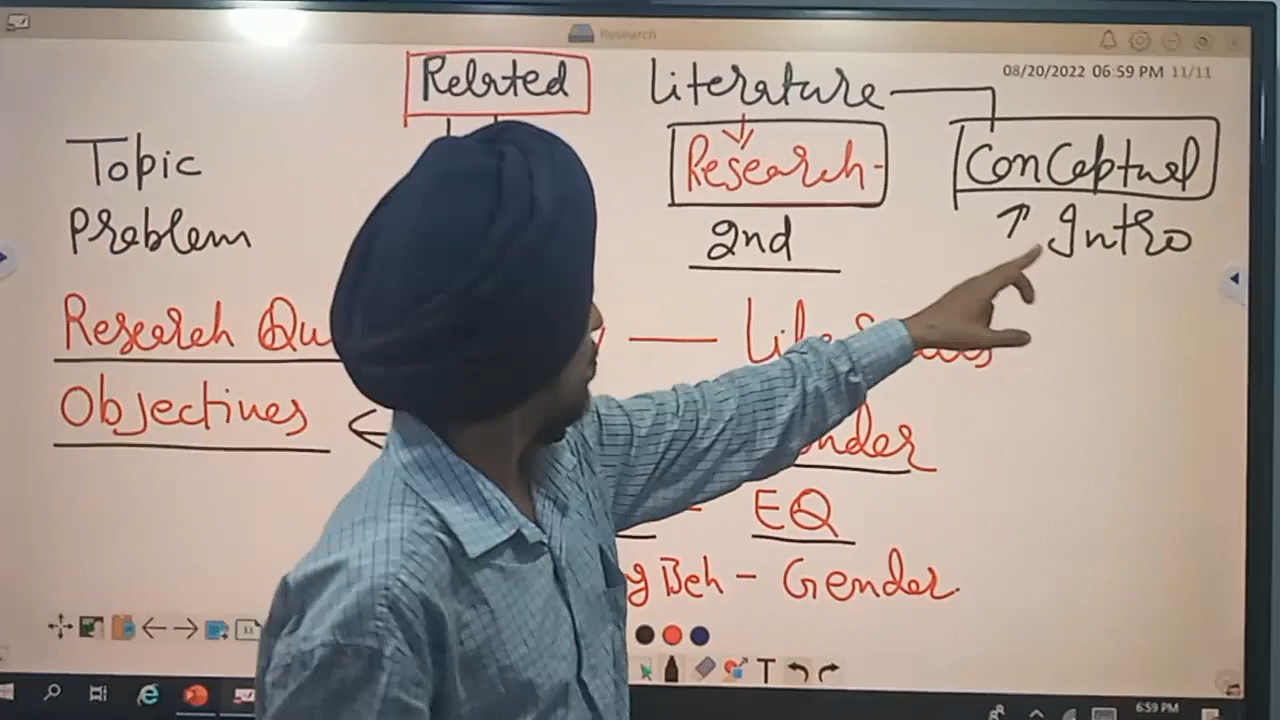 Research
08/20/2022 06:59 PM 11/11
Related Literature
Topic
Research-
Conceptual
Problem
2nd
Intro
Research
Objectives
EQ
Beh - Gender.
T
6:59 PM